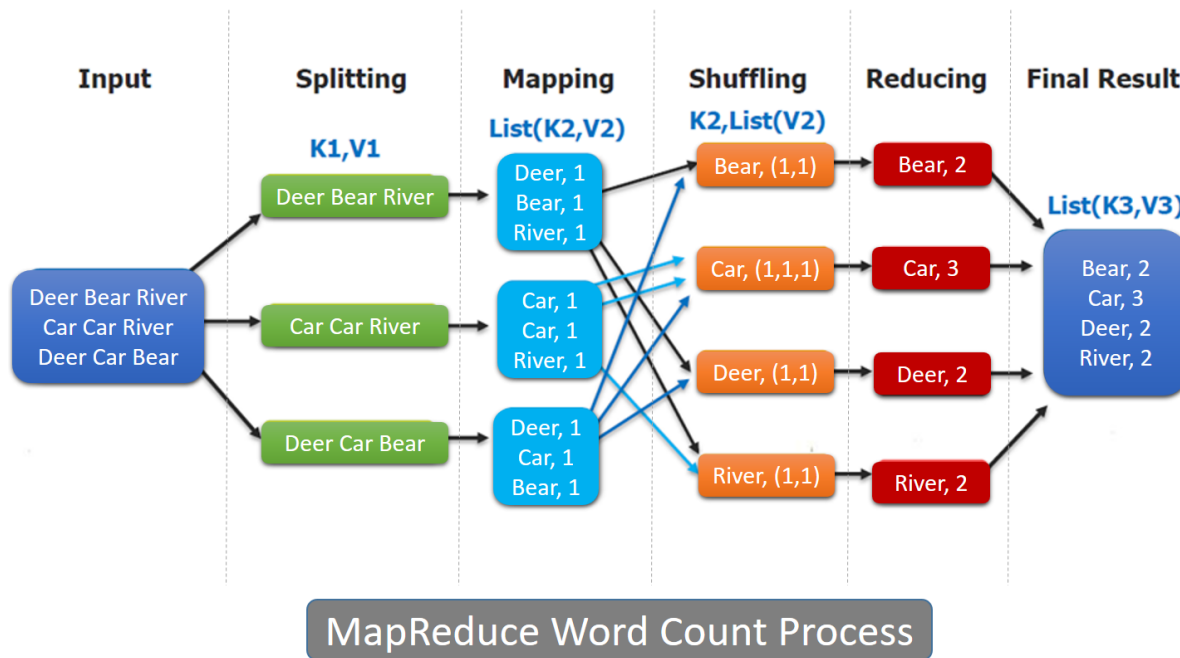 Input
Splitting
Mapping
Shuffling
Reducing
Final Result
K1,V1
List(K2,V2)
K2,List(V2)
List(K3,V3)
Deer Bear River
Car Car River
Deer Car Bear
Deer Bear River
Car Car River
Deer Car Bear
Deer, 1
Bear, 1
River, 1
Car, 1
Car, 1
River, 1
Deer, 1
Car, 1
Bear, 1
Bear, (1,1)
Car, (1,1,1)
Deer, (1,1)
River, (1,1)
Bear, 2
Car, 3
Deer, 2
River, 2
Bear, 2
Car, 3
Deer, 2
River, 2
MapReduce Word Count Process